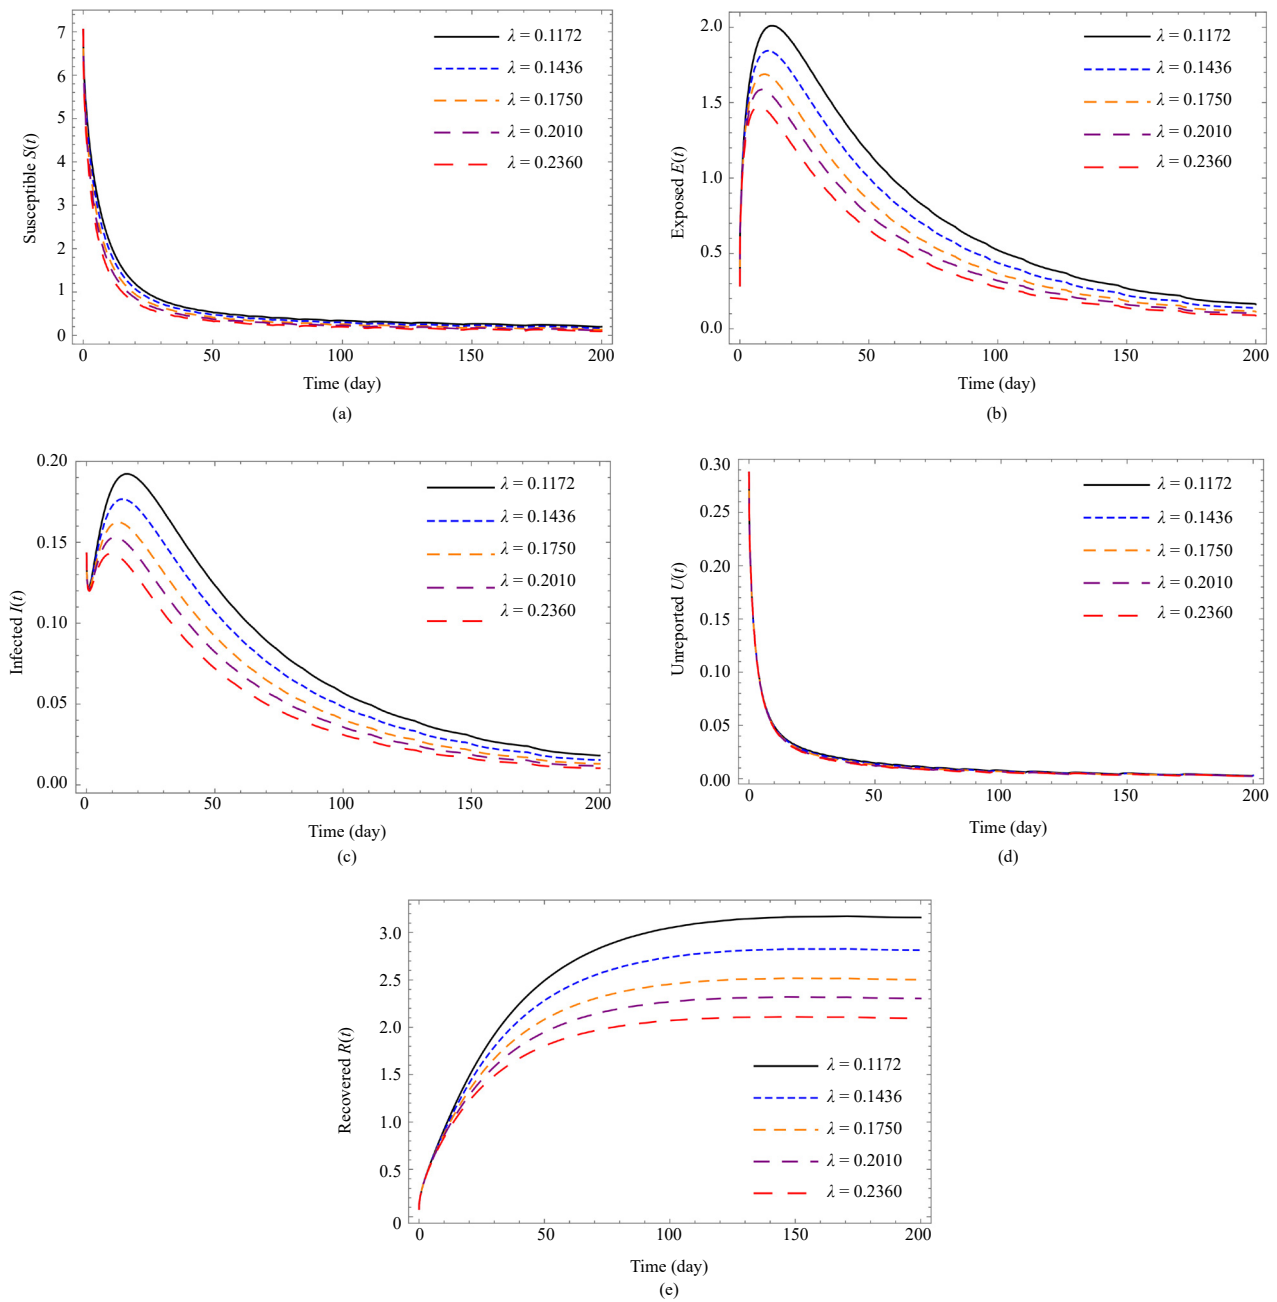 7
6
5
4
3
2
1
0
Susceptible S(t)
λ = 0.1172
λ = 0.1436
λ = 0.1750
λ = 0.2010
λ = 0.2360
0 50 100 150 200
Time (day)
(a)
2.0
1.5
1.0
0.5
0.0
Exposed E(t)
λ = 0.1172
λ = 0.1436
λ = 0.1750
λ = 0.2010
λ = 0.2360
0 50 100 150 200
Time (day)
(b)
0.20
0.15
0.10
0.05
0.00
Infected I(t)
λ = 0.1172
λ = 0.1436
λ = 0.1750
λ = 0.2010
λ = 0.2360
0 50 100 150 200
Time (day)
(c)
0.30
0.25
0.20
0.15
0.10
0.05
0.00
Unreported U(t)
λ = 0.1172
λ = 0.1436
λ = 0.1750
λ = 0.2010
λ = 0.2360
0 50 100 150 200
Time (day)
(d)
3.0
2.5
2.0
1.5
1.0
0.5
0
Recovered R(t)
λ = 0.1172
λ = 0.1436
λ = 0.1750
λ = 0.2010
λ = 0.2360
0 50 100 150 200
Time (day)
(e)